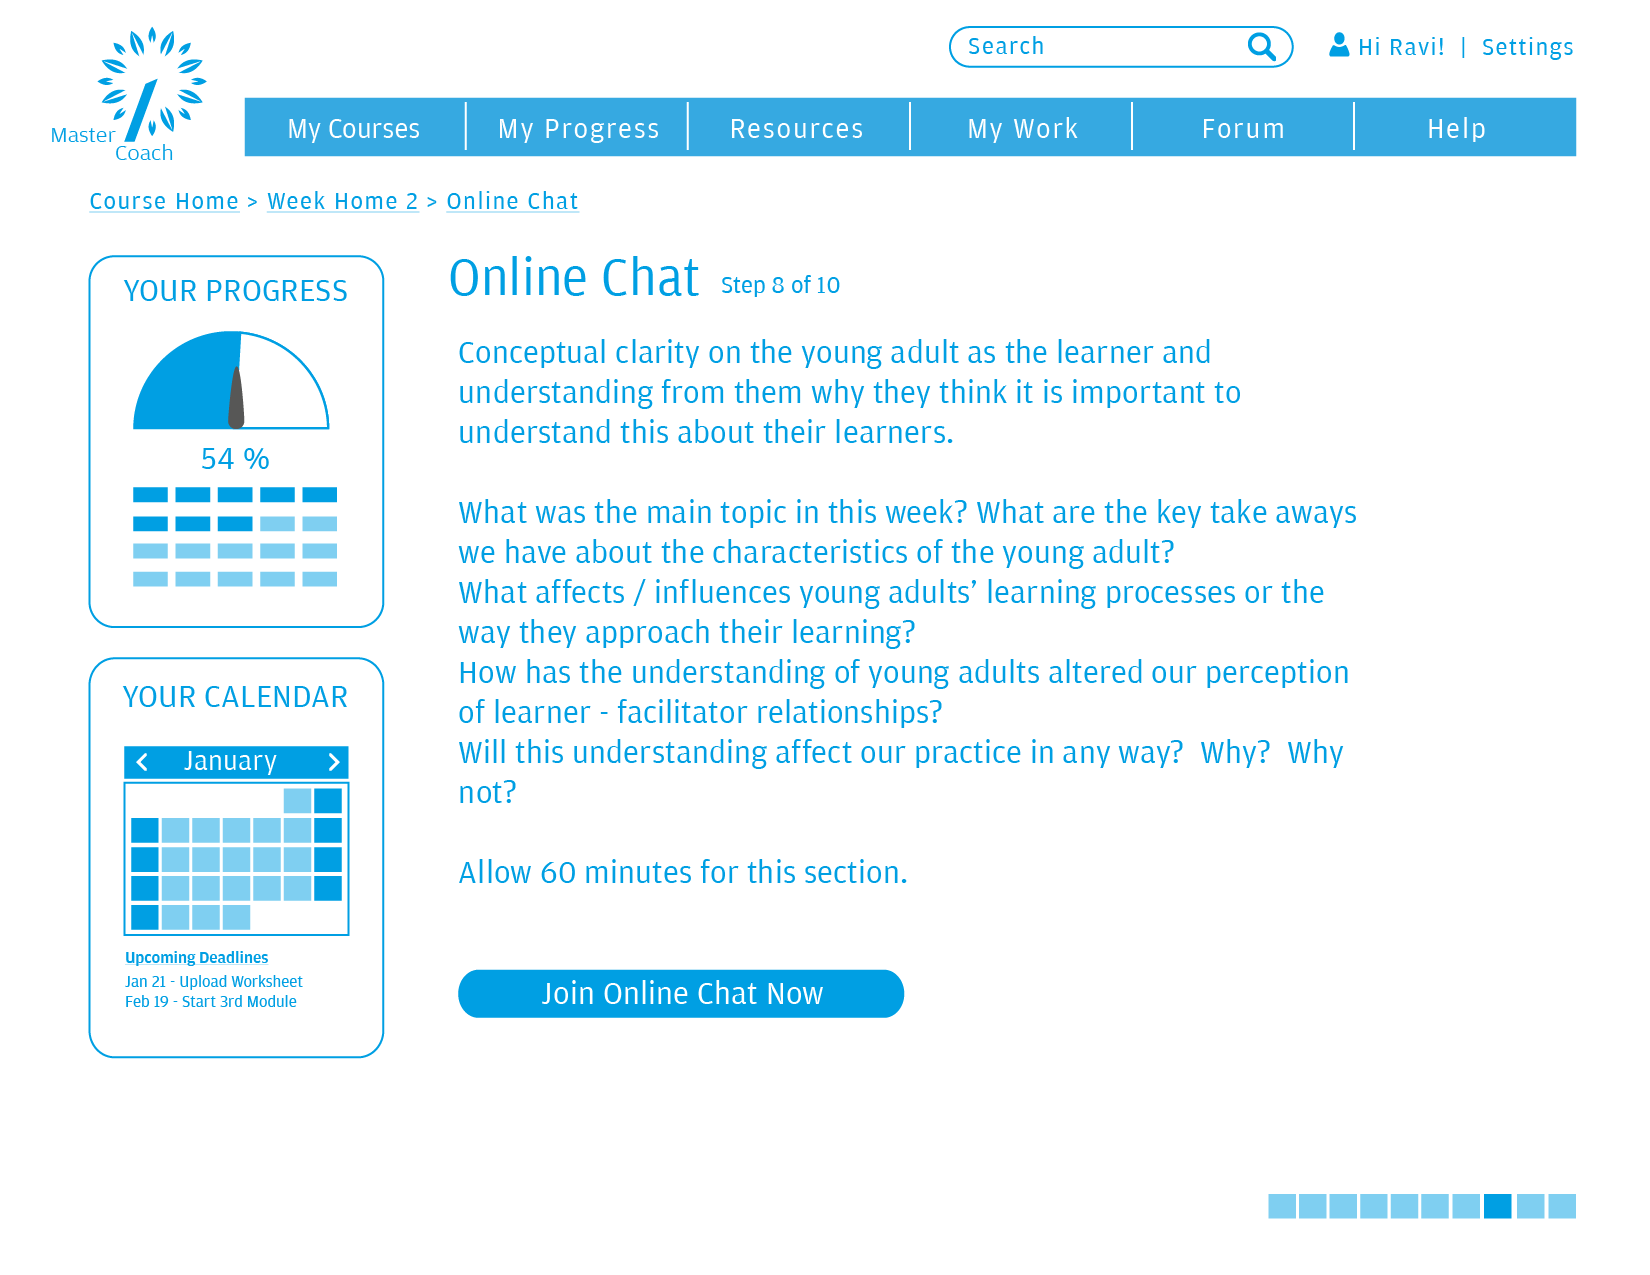 Master
Coach
Search
Hi Ravi! | Settings
My Courses
My Progress
Resources
My Work
Forum
Help
Course Home > Week Home 2 > Online Chat
YOUR PROGRESS
54 %
YOUR CALENDAR
January
Upcoming Deadlines
Jan 21 - Upload Worksheet
Feb 19 - Start 3rd Module
Online Chat Step 8 of 10
Conceptual clarity on the young adult as the learner and
understanding from them why they think it is important to
understand this about their learners.
What was the main topic in this week? What are the key take aways
we have about the characteristics of the young adult?
What affects / influences young adults’ learning processes or the
way they approach their learning?
How has the understanding of young adults altered our perception
of learner - facilitator relationships?
Will this understanding affect our practice in any way?  Why?  Why
not?
Allow 60 minutes for this section.
Join Online Chat Now